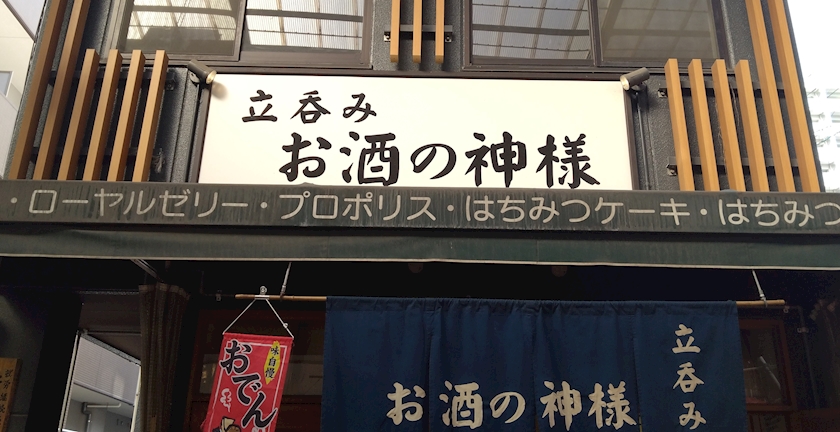 立呑み
お酒の神様
・ローヤルゼリー・プロポリス・はちみつケーキ・はちみつ
味自慢
おでん
立呑み
お酒の神様